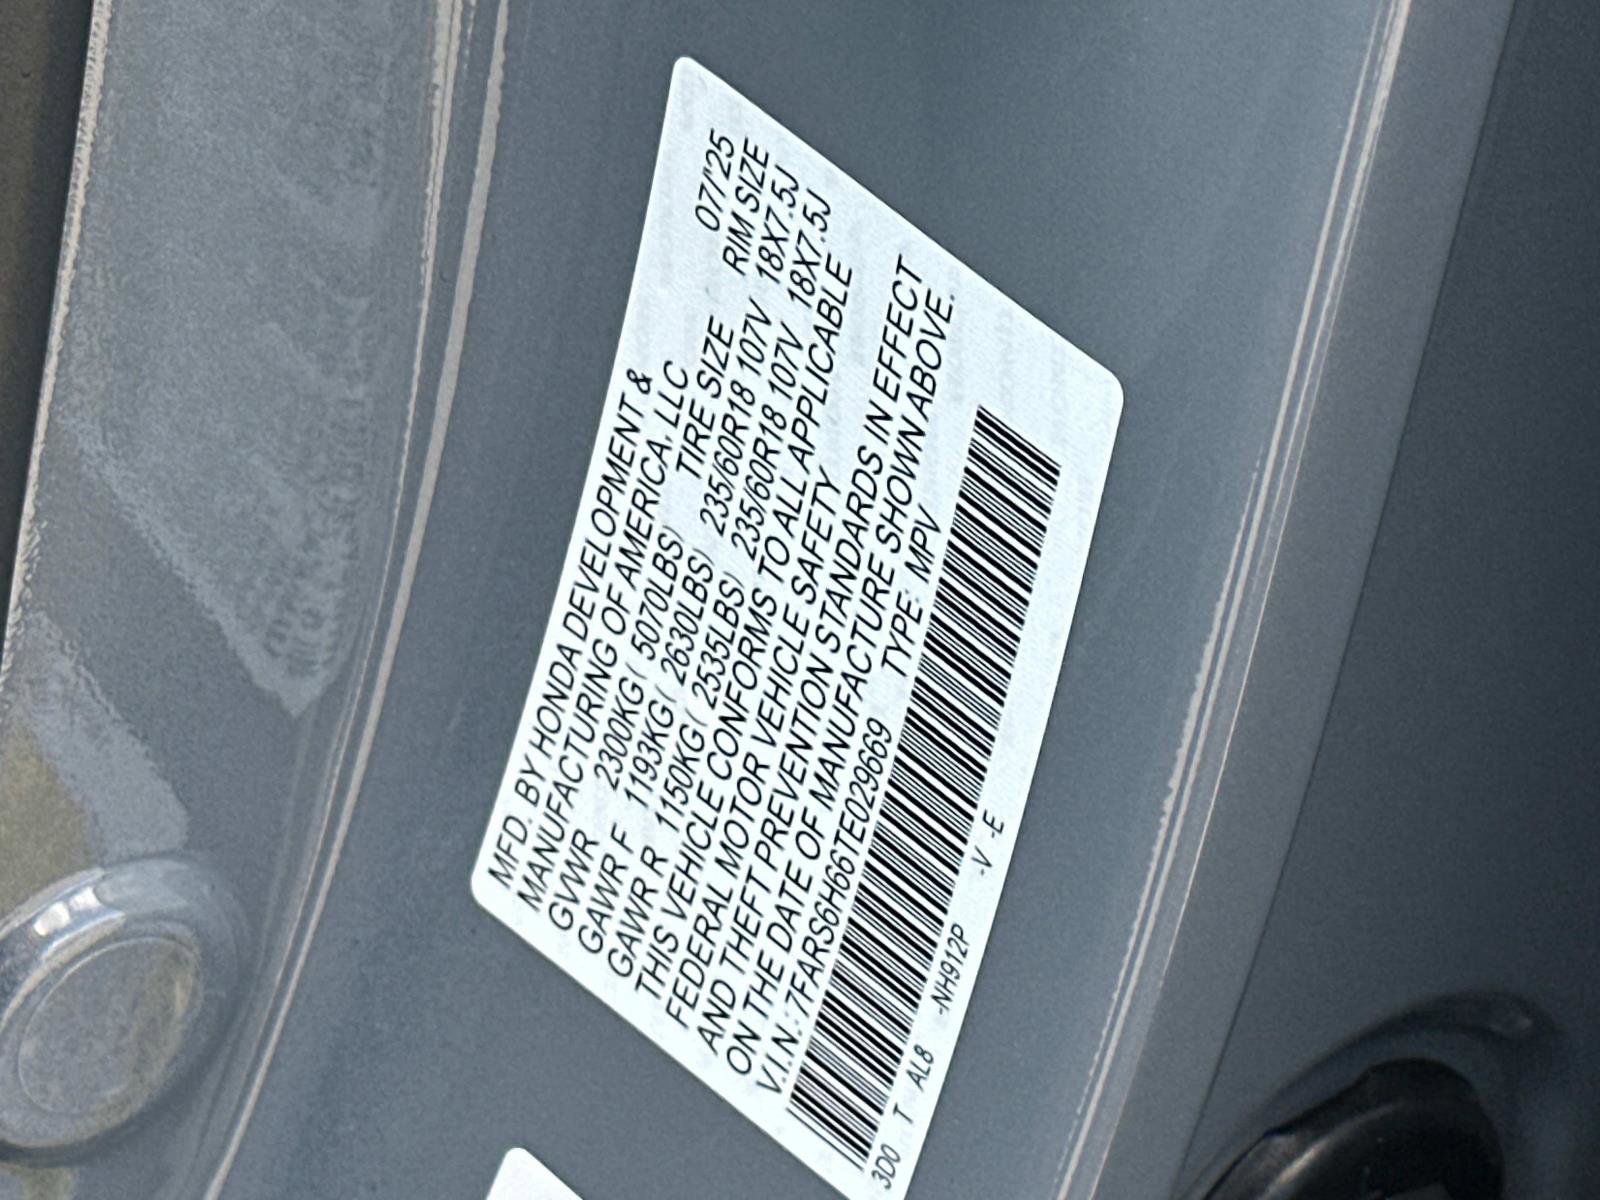 MFD. BY HONDA DEVELOPMENT & 07/'25
MANUFACTURING OF AMERICA, LLC
TIRE SIZE RIM SIZE
GVWR 2300KG( 5070LBS)
GAWR F 1193KG( 2630LBS) 235/60R18 107V 18X7.5J
GAWR R 1150KG( 2535LBS) 235/60R18 107V 18X7.5J
THIS VEHICLE CONFORMS TO ALL APPLICABLE
FEDERAL MOTOR VEHICLE SAFETY
AND THEFT PREVENTION STANDARDS IN EFFECT
ON THE DATE OF MANUFACTURE SHOWN ABOVE.
V.I.N.:7FARS6H66TE029669 TYPE: MPV
3D0 T AL8 -NH912P -V -E